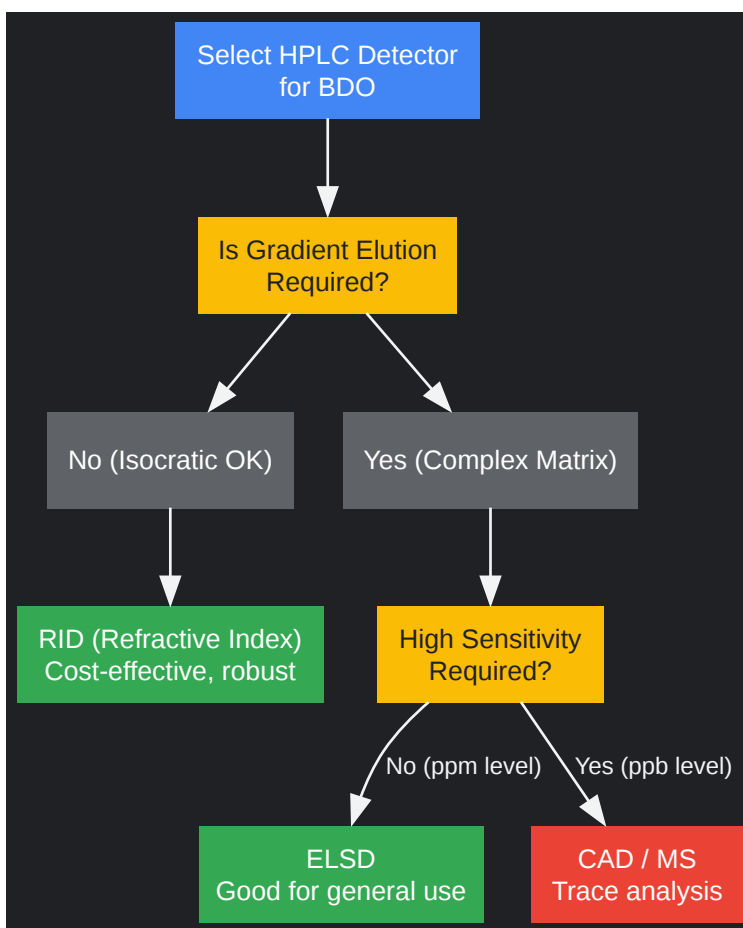 Select HPLC Detector
for BDO
Is Gradient Elution
Required?
No (Isocratic OK)
Yes (Complex Matrix)
RID (Refractive Index)
Cost-effective, robust
High Sensitivity
Required?
No (ppm level)
Yes (ppb level)
ELSD
Good for general use
CAD / MS
Trace analysis